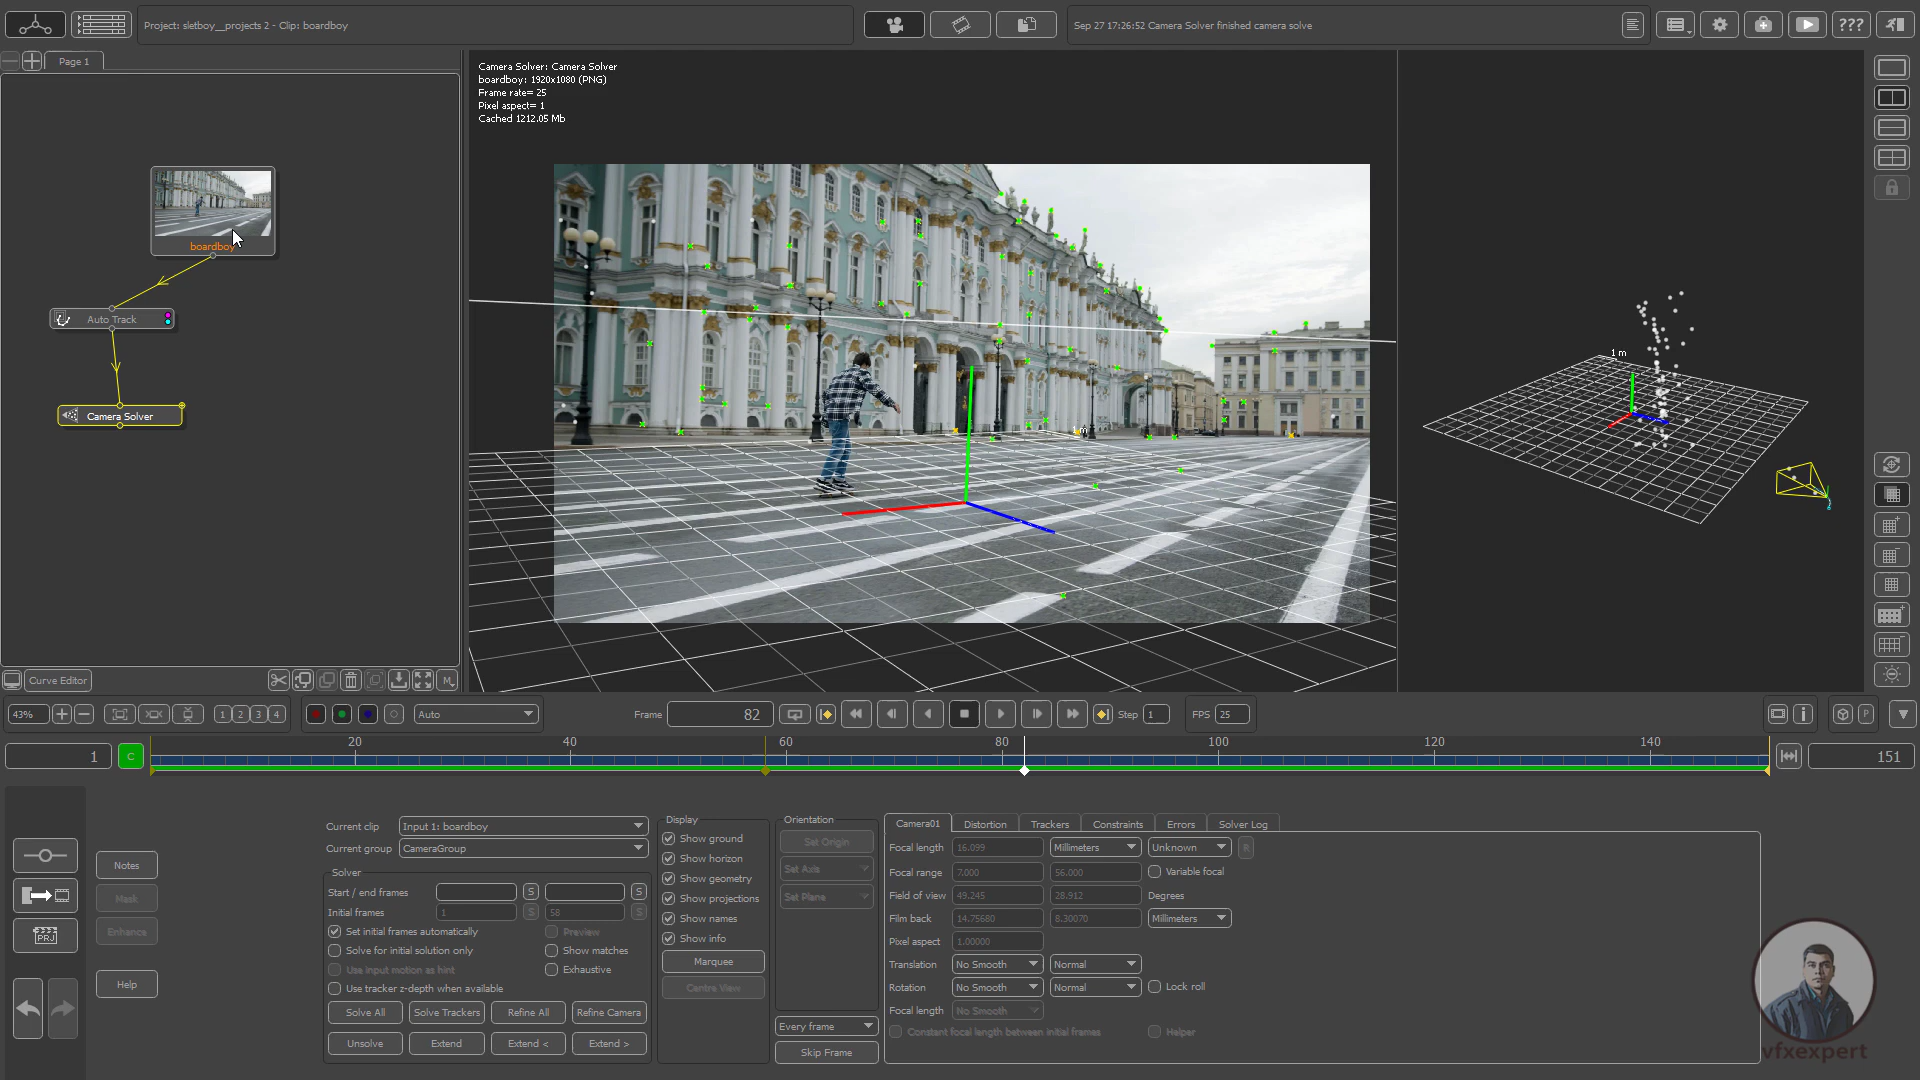 Project: sletboy__projects 2 - Clip: boardboy
Sep 27 17:26:52 Camera Solver finished camera solve
???
Page 1
Camera Solver: Camera Solver
boardboy: 1920x1080 (PNG)
Frame rate= 25
Pixel aspect= 1
Cached 1212.05 Mb
boardboy
Auto Track
Camera Solver
1 m
1 m
Curve Editor
M
43%
1 2 3 4
Auto
Frame 82
Step 1
FPS 25
P
1
C
20 40 60 80 100 120 140
151
Notes
Mask
Enhance
Help
PRJ
Current clip Input 1: boardboy
Current group CameraGroup
Solver
Start / end frames S S
Initial frames 1 S 58 S
Set initial frames automatically Preview
Solve for initial solution only Show matches
Use input motion as hint Exhaustive
Use tracker z-depth when available
Solve All Solve Trackers Refine All Refine Camera
Unsolve Extend Extend < Extend >
Display
Show ground
Show horizon
Show geometry
Show projections
Show names
Show info
Marquee
Centre View
Orientation
Set Origin
Set Axis
Set Plane
Every frame
Skip Frame
Camera01 Distortion Trackers Constraints Errors Solver Log
Focal length 16.099 Millimeters Unknown R
Focal range 7.000 56.000 Variable focal
Field of view 49.245 28.912 Degrees
Film back 14.75680 8.30070 Millimeters
Pixel aspect 1.00000
Translation No Smooth Normal
Rotation No Smooth Normal Lock roll
Focal length No Smooth
Constant focal length between initial frames Helper
vfxexpert